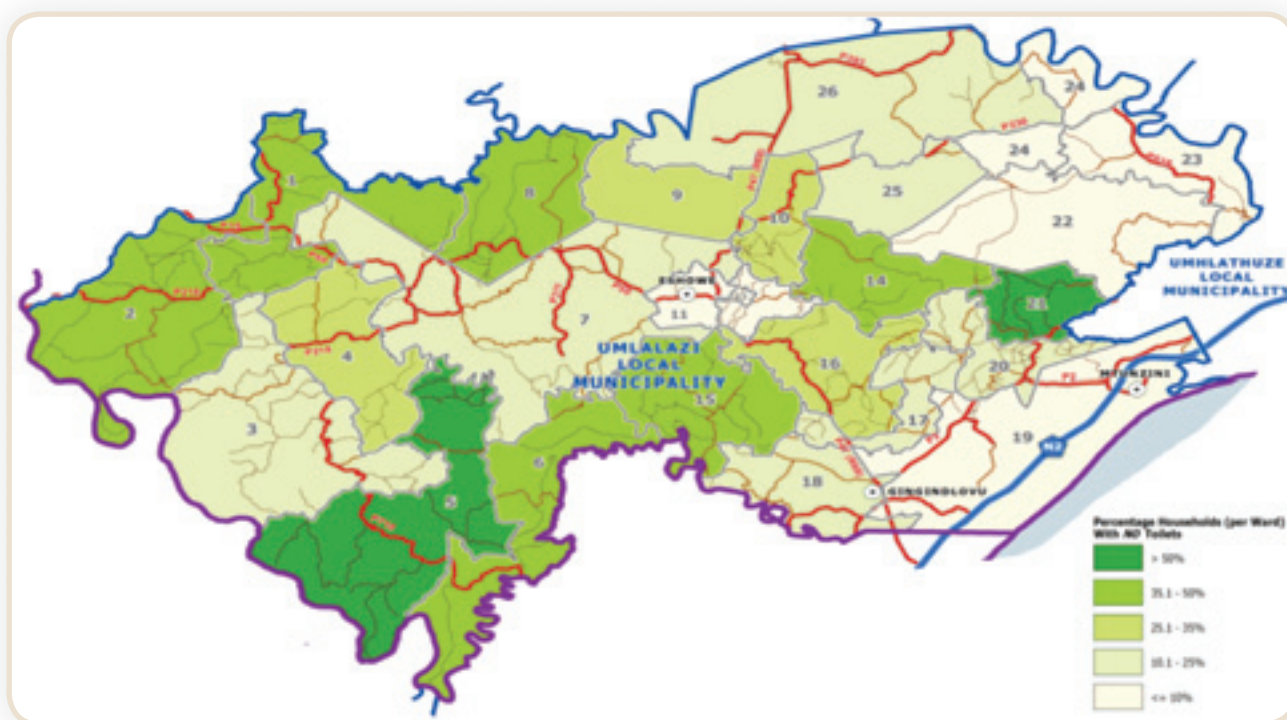 26
24
24
23
25
22
1
8
9
10
14
21
2
7
ESHOWE
11
UMHLATHUZE
LOCAL
MUNICIPALITY
UMLALAZI
LOCAL
MUNICIPALITY
4
16
20
P2
MTUNZINI
15
3
17
19
N2
6
18
GINGINDLOVU
5
Percentage Households (per Ward)
With NO Toilets
> 50%
35.1 - 50%
25.1 - 35%
10.1 - 25%
<= 10%